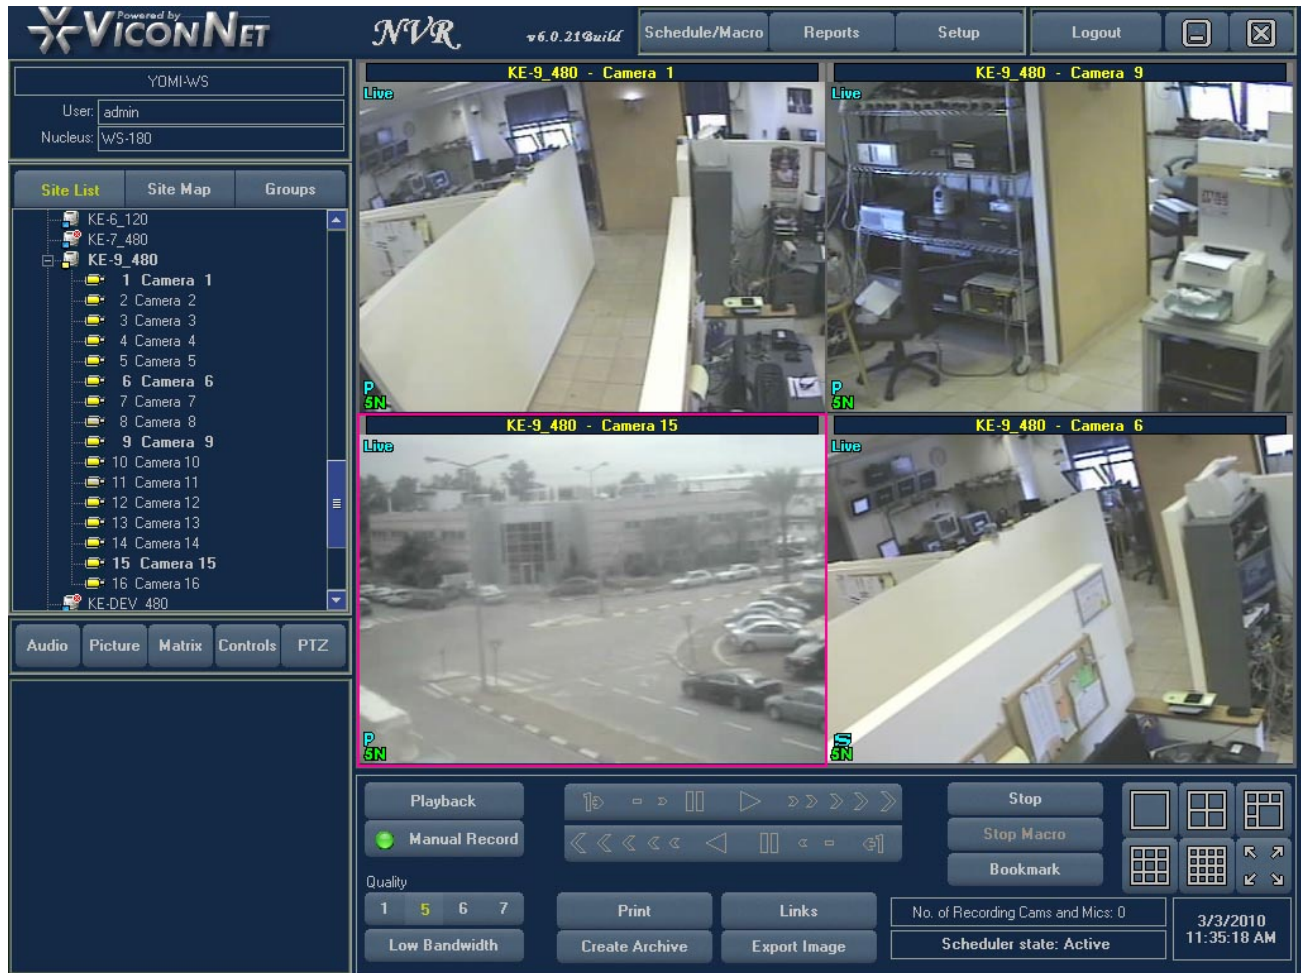 Powered by
VICONNET
NVR v6.0.219uild
Schedule/Macro
Reports
Setup
Logout
YOMI-WS
User: admin
Nucleus: WS-180
Site List
Site Map
Groups
KE-6_120
KE-7_480
KE-9_480
1 Camera 1
2 Camera 2
3 Camera 3
4 Camera 4
5 Camera 5
6 Camera 6
7 Camera 7
8 Camera 8
9 Camera 9
10 Camera 10
11 Camera 11
12 Camera 12
13 Camera 13
14 Camera 14
15 Camera 15
16 Camera 16
KE-DEV_480
Audio
Picture
Matrix
Controls
PTZ
KE-9_480 - Camera 1
Live
P
5N
KE-9_480 - Camera 9
Live
P
5N
KE-9_480 - Camera 15
Live
P
5N
KE-9_480 - Camera 6
Live
S
5N
Playback
Manual Record
Quality
1 5 6 7
Low Bandwidth
Print
Links
Create Archive
Export Image
Stop
Stop Macro
Bookmark
No. of Recording Cams and Mics: 0
Scheduler state: Active
3/3/2010
11:35:18 AM